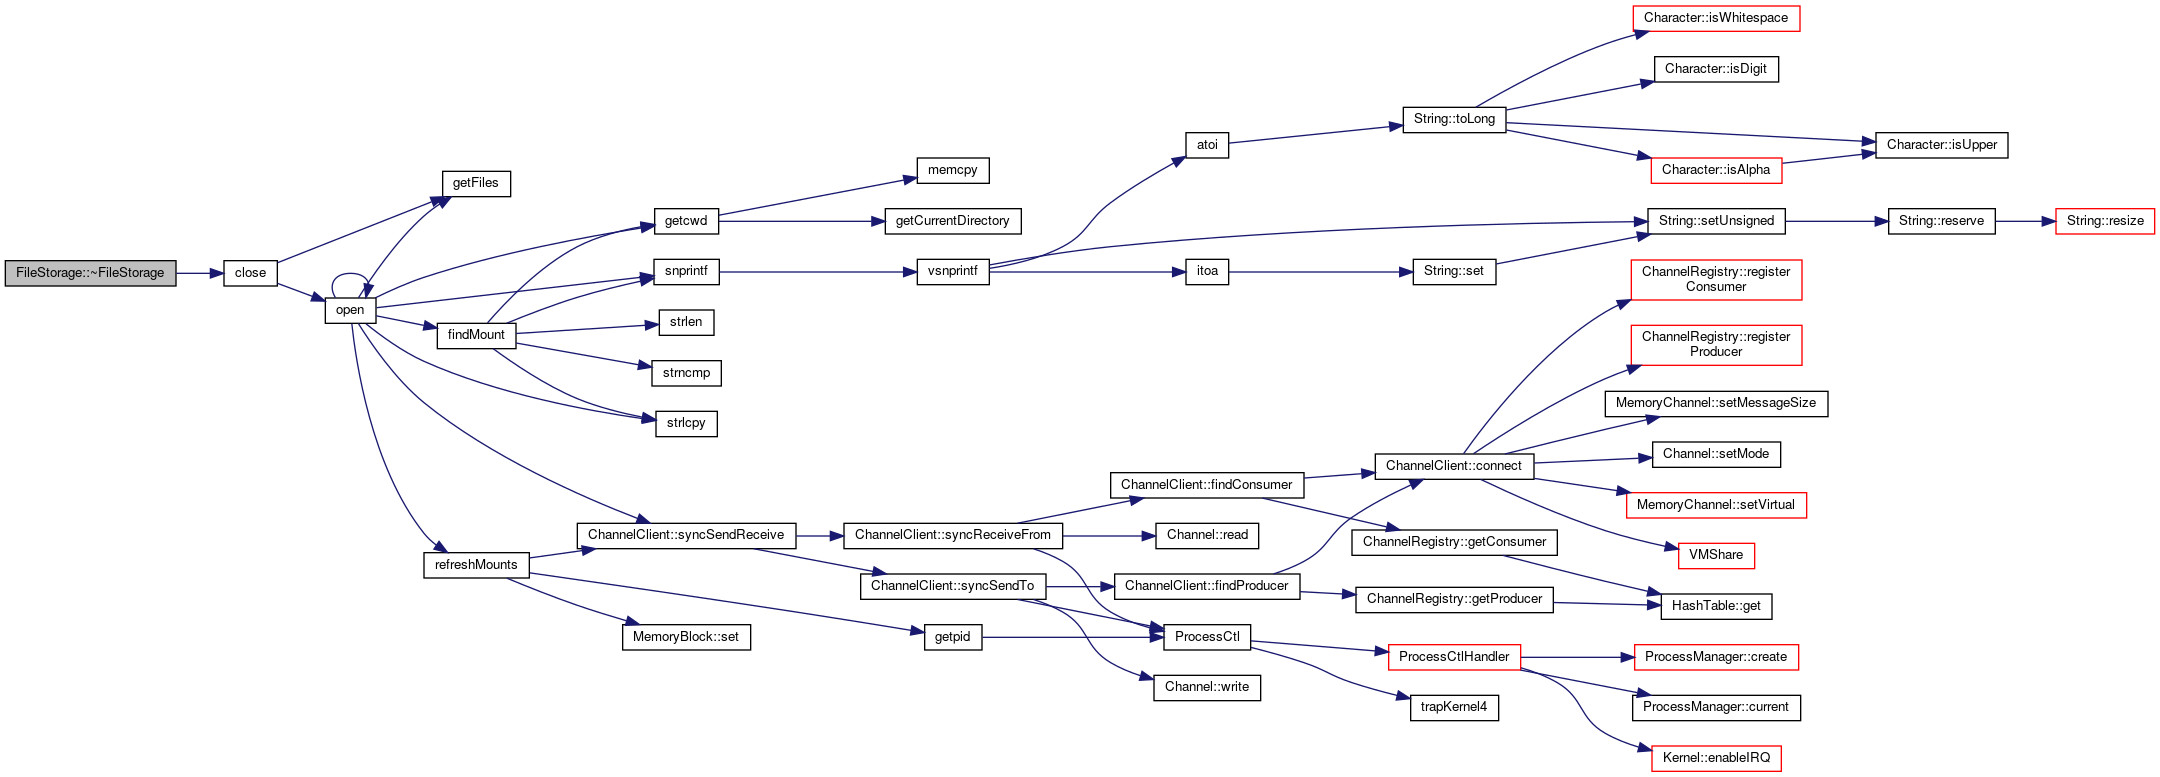 FileStorage::~FileStorage
close
open
getFiles
findMount
refreshMounts
getcwd
snprintf
strlen
strncmp
strlcpy
ChannelClient::syncSendReceive
MemoryBlock::set
memcpy
getCurrentDirectory
vsnprintf
ChannelClient::syncReceiveFrom
ChannelClient::syncSendTo
getpid
atoi
itoa
ChannelClient::findConsumer
Channel::read
ChannelClient::findProducer
ProcessCtl
Channel::write
String::toLong
String::set
ChannelClient::connect
ChannelRegistry::getConsumer
ChannelRegistry::getProducer
ProcessCtlHandler
trapKernel4
Character::isWhitespace
Character::isDigit
Character::isAlpha
Character::isUpper
String::setUnsigned
String::reserve
String::resize
ChannelRegistry::register
Consumer
ChannelRegistry::register
Producer
MemoryChannel::setMessageSize
Channel::setMode
MemoryChannel::setVirtual
VMShare
HashTable::get
ProcessManager::create
ProcessManager::current
Kernel::enableIRQ